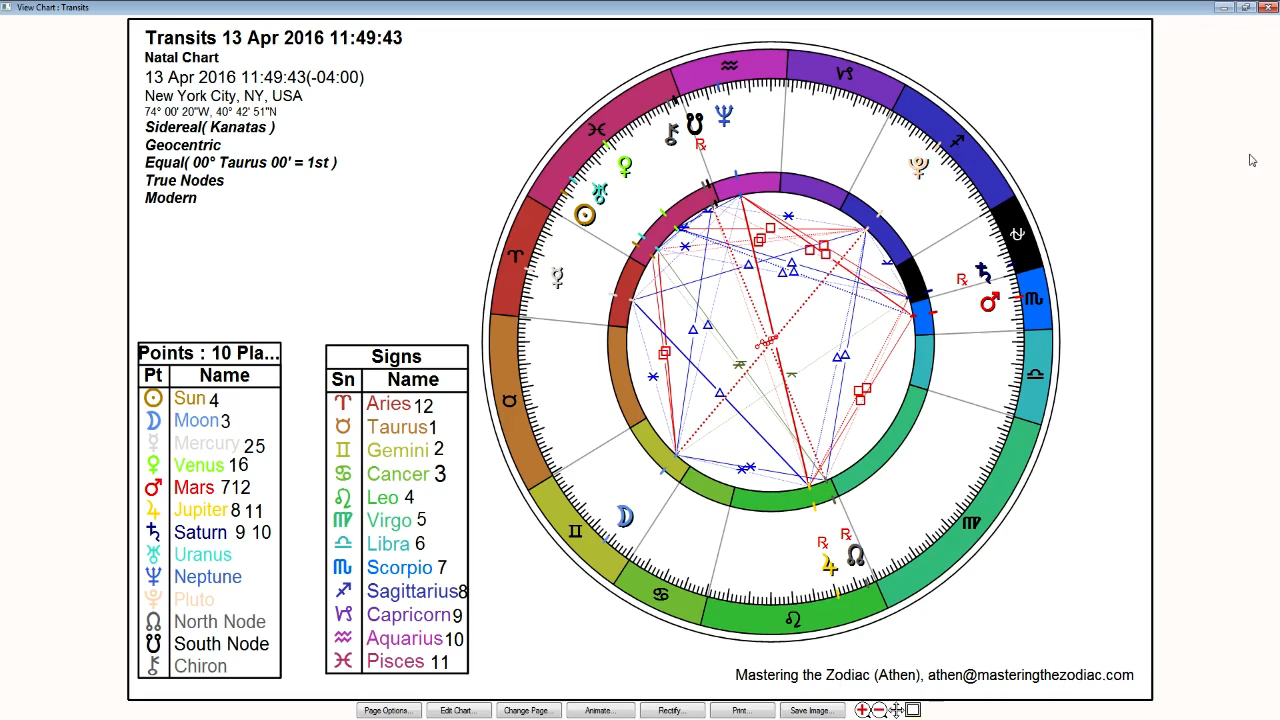 View Chart : Transits
Transits 13 Apr 2016 11:49:43
Natal Chart
13 Apr 2016 11:49:43(-04:00)
New York City, NY, USA
74° 00' 20"W, 40° 42' 51"N
Sidereal( Kanatas )
Geocentric
Equal( 00° Taurus 00' = 1st )
True Nodes
Modern
Points : 10 Pla...
Pt Name
☉ Sun 4
☽ Moon 3
☿ Mercury 25
♀ Venus 16
♂ Mars 712
♃ Jupiter 8 11
♄ Saturn 9 10
♅ Uranus
♆ Neptune
Pluto
☊ North Node
☋ South Node
⚷ Chiron
Signs
Sn Name
♈ Aries 12
♉ Taurus 1
♊ Gemini 2
♋ Cancer 3
♌ Leo 4
♍ Virgo 5
♎ Libra 6
♏ Scorpio 7
♐ Sagittarius 8
♑ Capricorn 9
♒ Aquarius 10
♓ Pisces 11
Mastering the Zodiac (Athen), athen@masteringthezodiac.com
Page Options... Edit Chart... Change Page... Animate... Rectify... Print... Save Image...